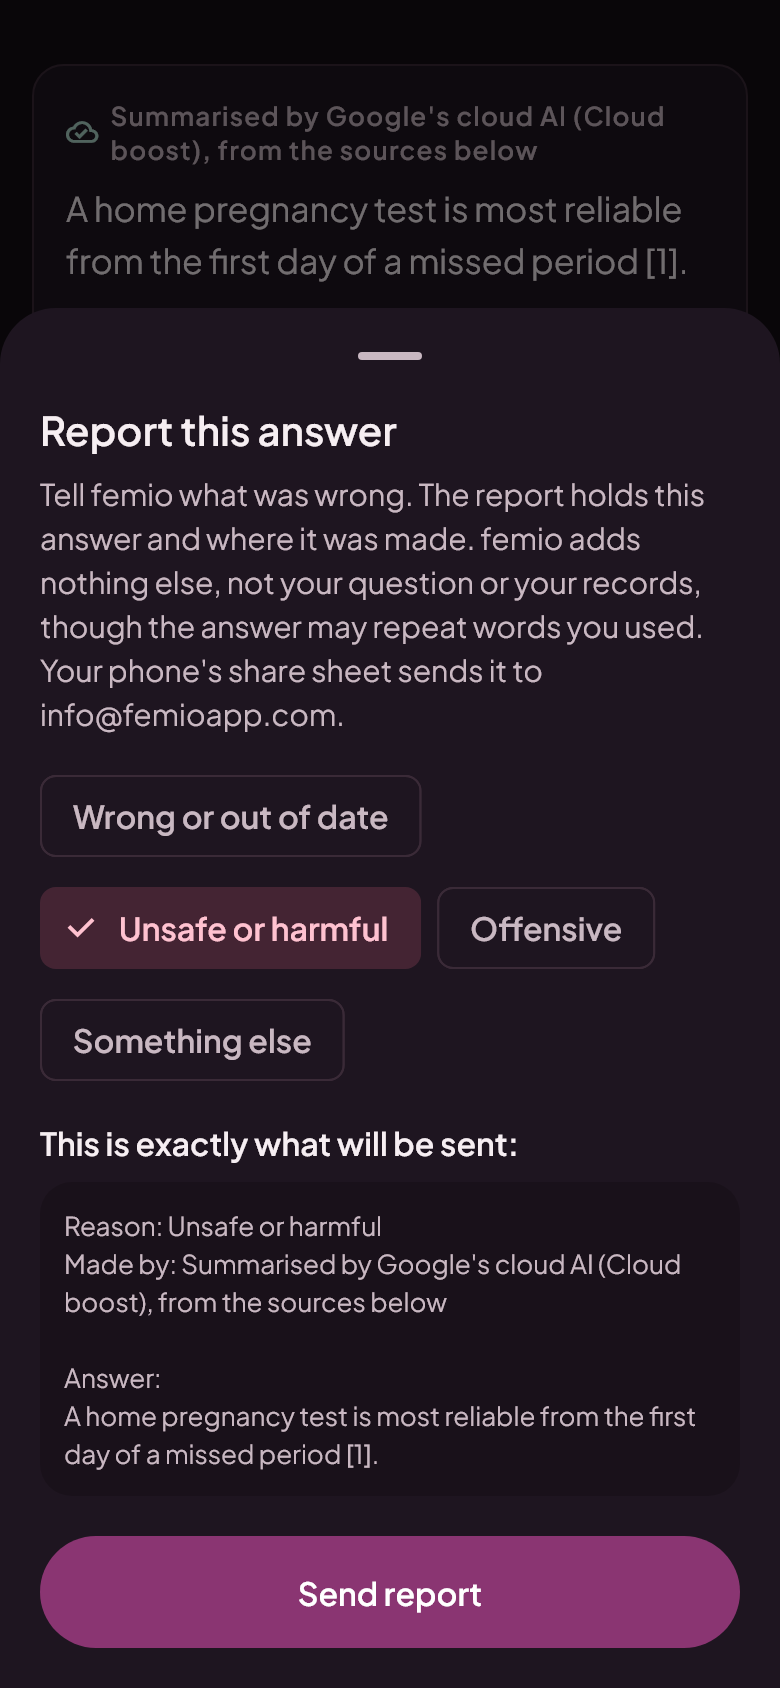 Summarised by Google's cloud AI (Cloud
boost), from the sources below
A home pregnancy test is most reliable
from the first day of a missed period [1].
Report this answer
Tell femio what was wrong. The report holds this
answer and where it was made. femio adds
nothing else, not your question or your records,
though the answer may repeat words you used.
Your phone's share sheet sends it to
info@femioapp.com.
Wrong or out of date
Unsafe or harmful
Offensive
Something else
This is exactly what will be sent:
Reason: Unsafe or harmful
Made by: Summarised by Google's cloud AI (Cloud
boost), from the sources below
Answer:
A home pregnancy test is most reliable from the first
day of a missed period [1].
Send report